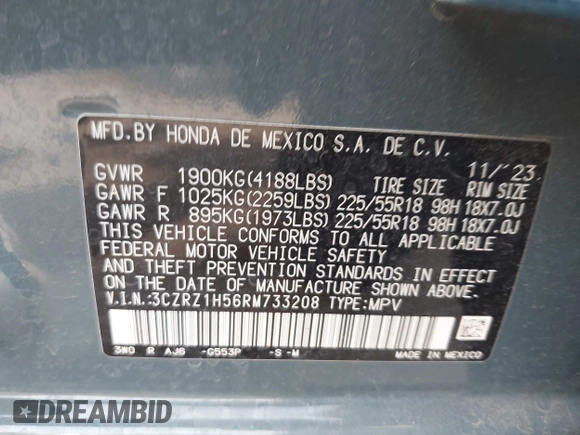 MFD.BY HONDA DE MEXICO S.A. DE C.V.
11/'23
GVWR 1900KG(4188LBS) TIRE SIZE RIM SIZE
GAWR F 1025KG(2259LBS) 225/55R18 98H 18X7.0J
GAWR R 895KG(1973LBS) 225/55R18 98H 18X7.0J
THIS VEHICLE CONFORMS TO ALL APPLICABLE
FEDERAL MOTOR VEHICLE SAFETY
AND THEFT PREVENTION STANDARDS IN EFFECT
ON THE DATE OF MANUFACTURE SHOWN ABOVE.
V.I.N.:3CZRZ1H56RM733208 TYPE:MPV
3WO R AJ6 -G553P -S -M MADE IN MEXICO
DREAMBID